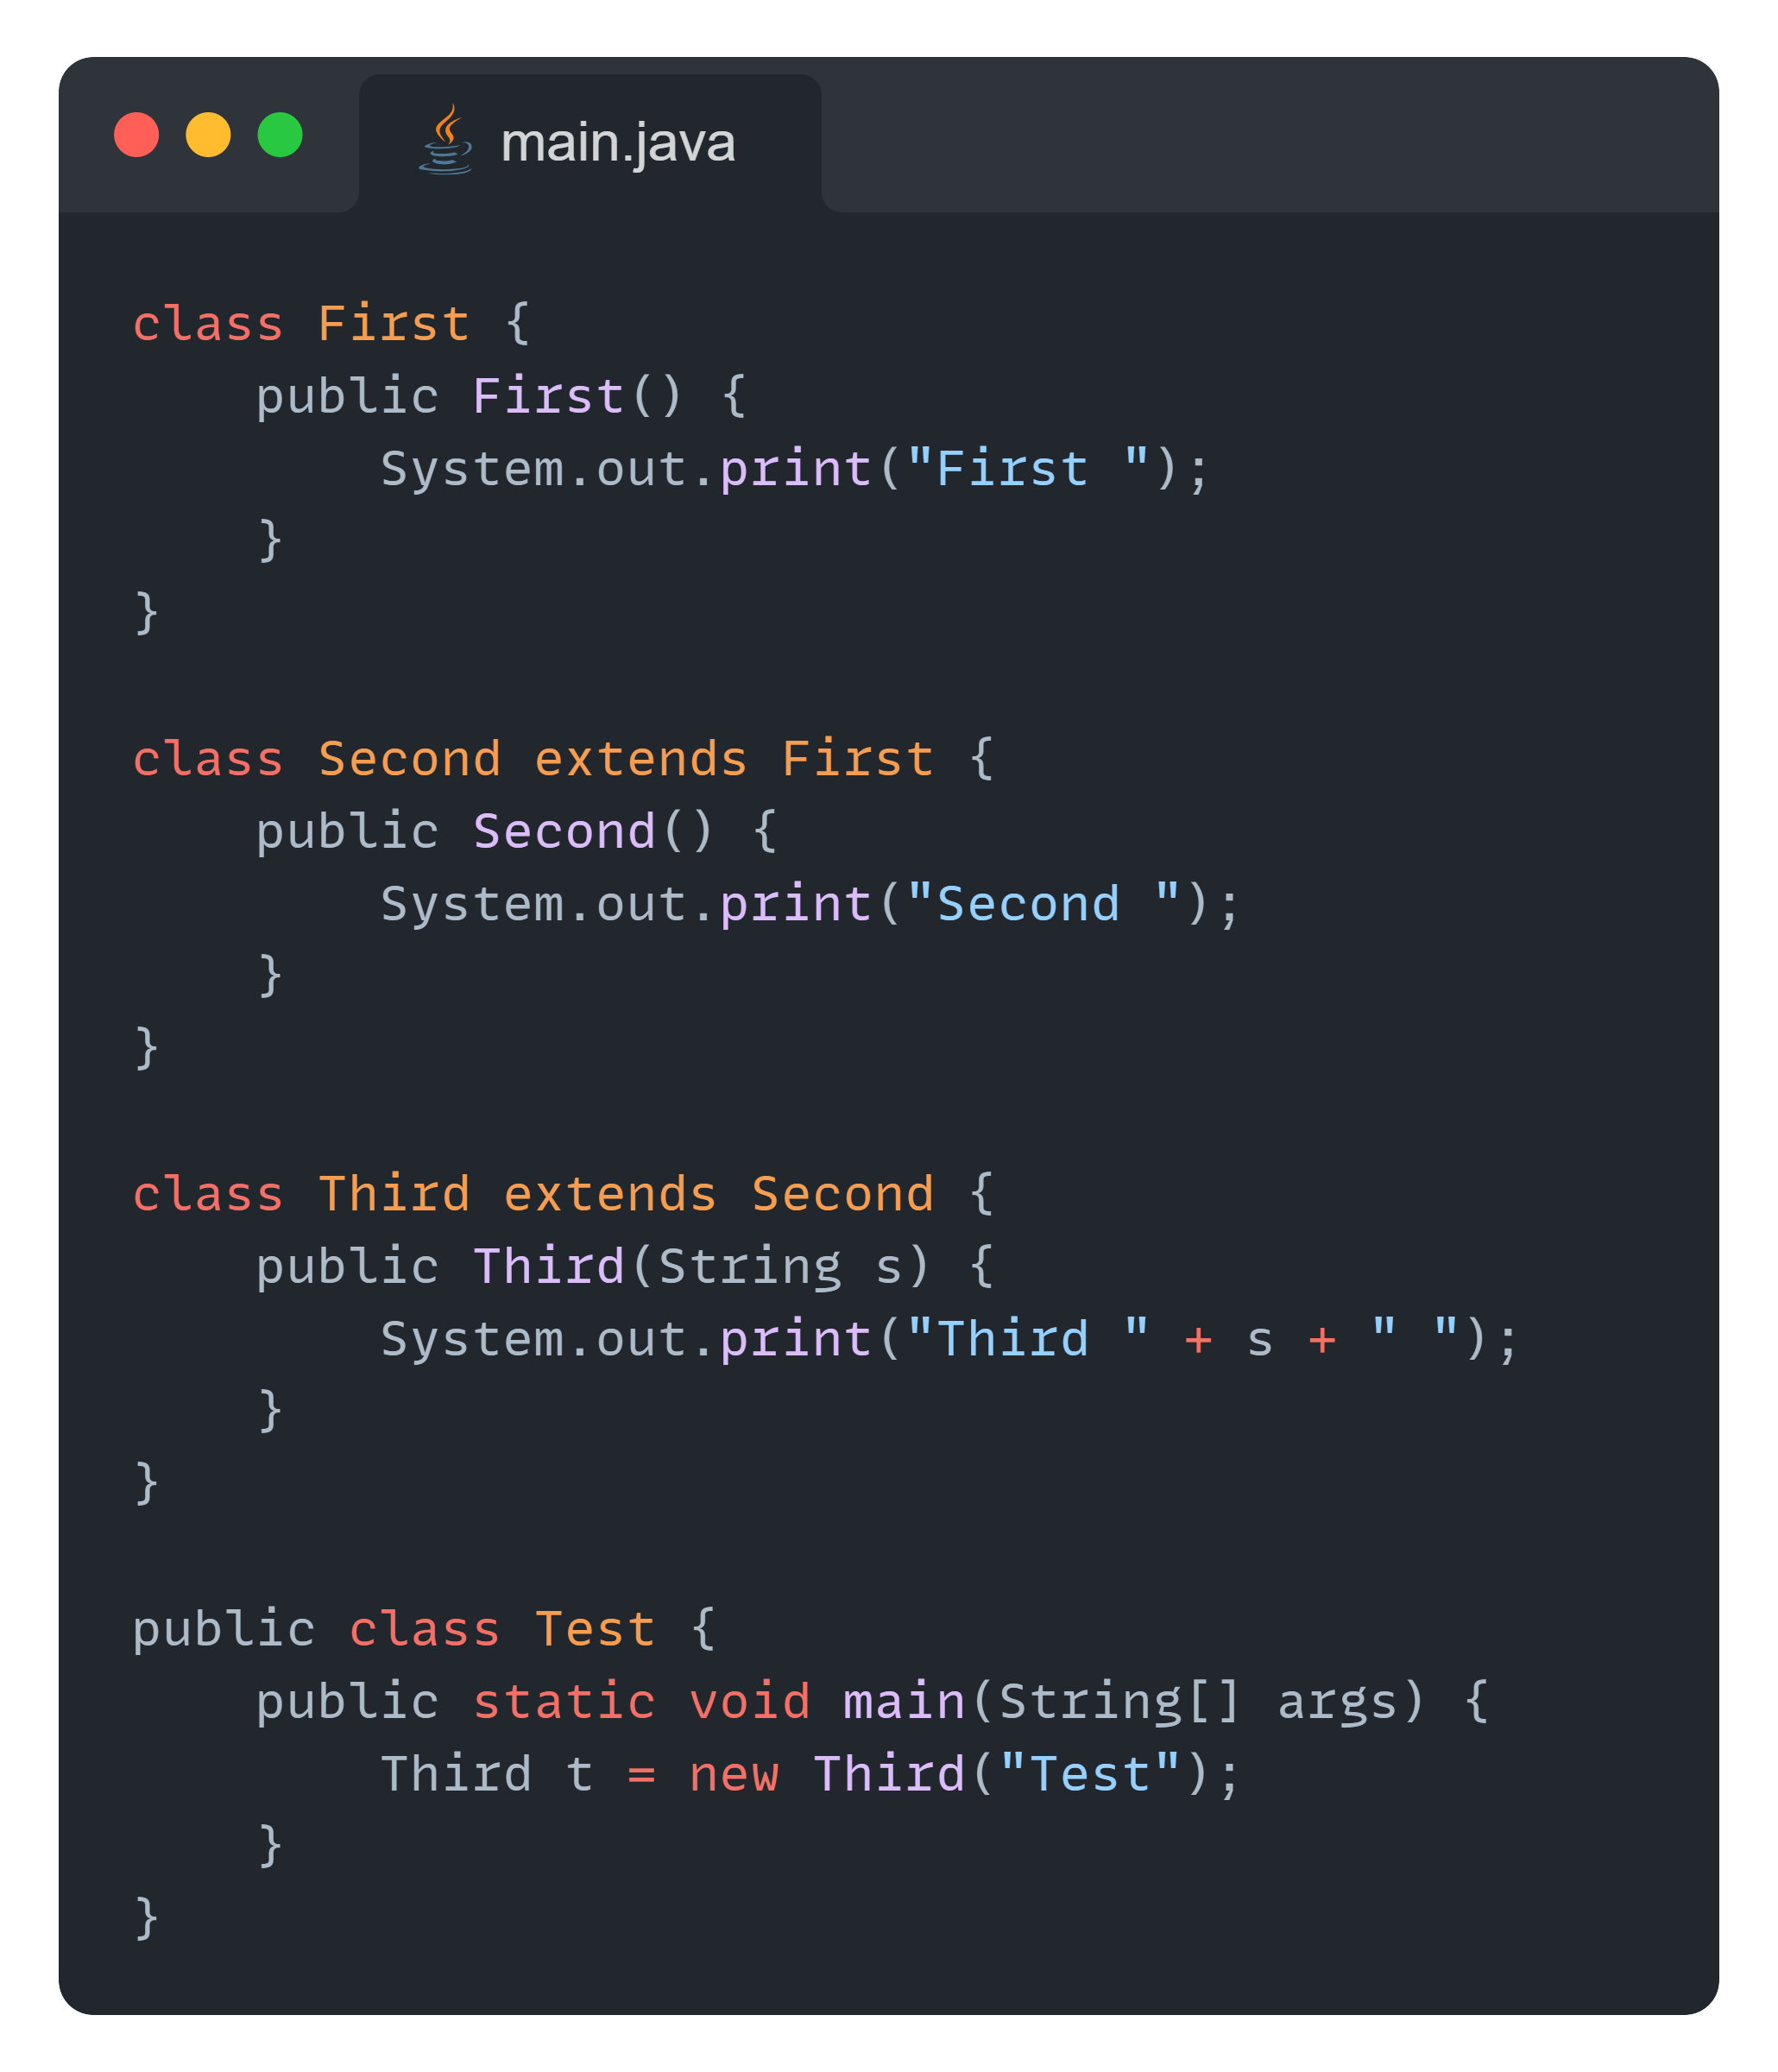 main.java
class First {
    public First() {
        System.out.print("First ");
    }
}
class Second extends First {
    public Second() {
        System.out.print("Second ");
    }
}
class Third extends Second {
    public Third(String s) {
        System.out.print("Third " + s + " ");
    }
}
public class Test {
    public static void main(String[] args) {
        Third t = new Third("Test");
    }
}